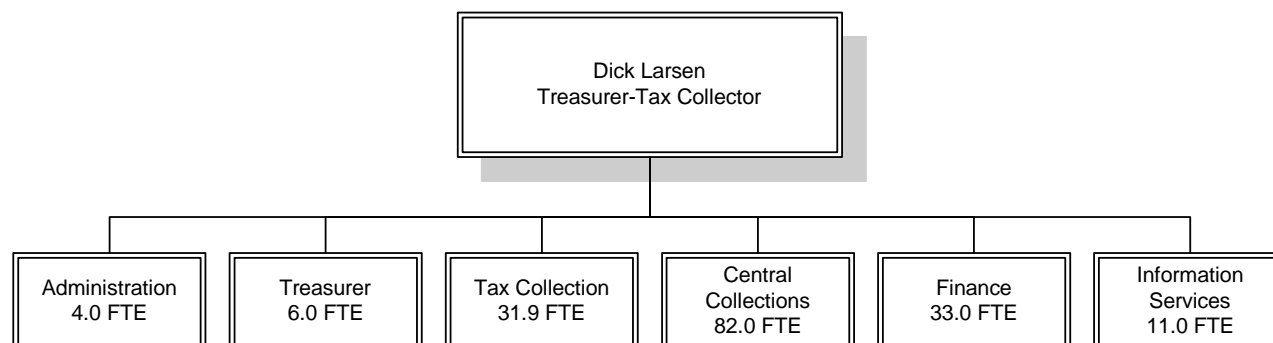 Dick Larsen
Treasurer-Tax Collector
Administration
4.0 FTE
Treasurer
6.0 FTE
Tax Collection
31.9 FTE
Central
Collections
82.0 FTE
Finance
33.0 FTE
Information
Services
11.0 FTE